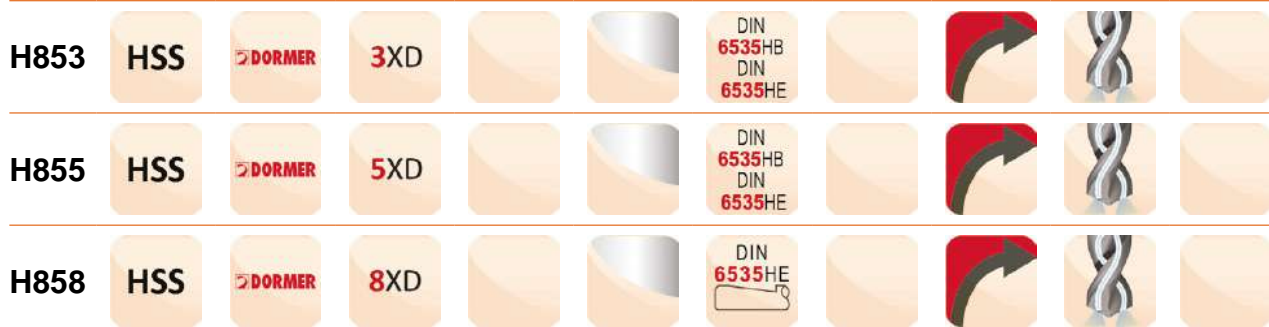 H853 HSS DORMER 3XD DIN
6535HB
DIN
6535HE
H855 HSS DORMER 5XD DIN
6535HB
DIN
6535HE
H858 HSS DORMER 8XD DIN
6535HE